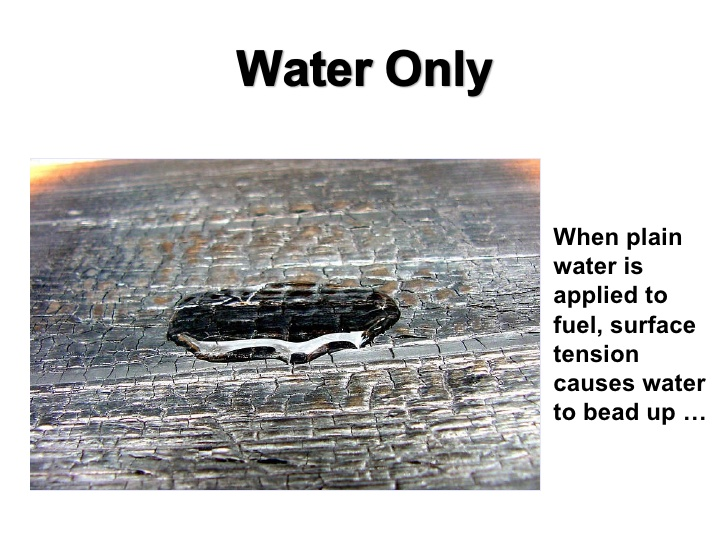 Water Only
When plain
water is
applied to
fuel, surface
tension
causes water
to bead up …